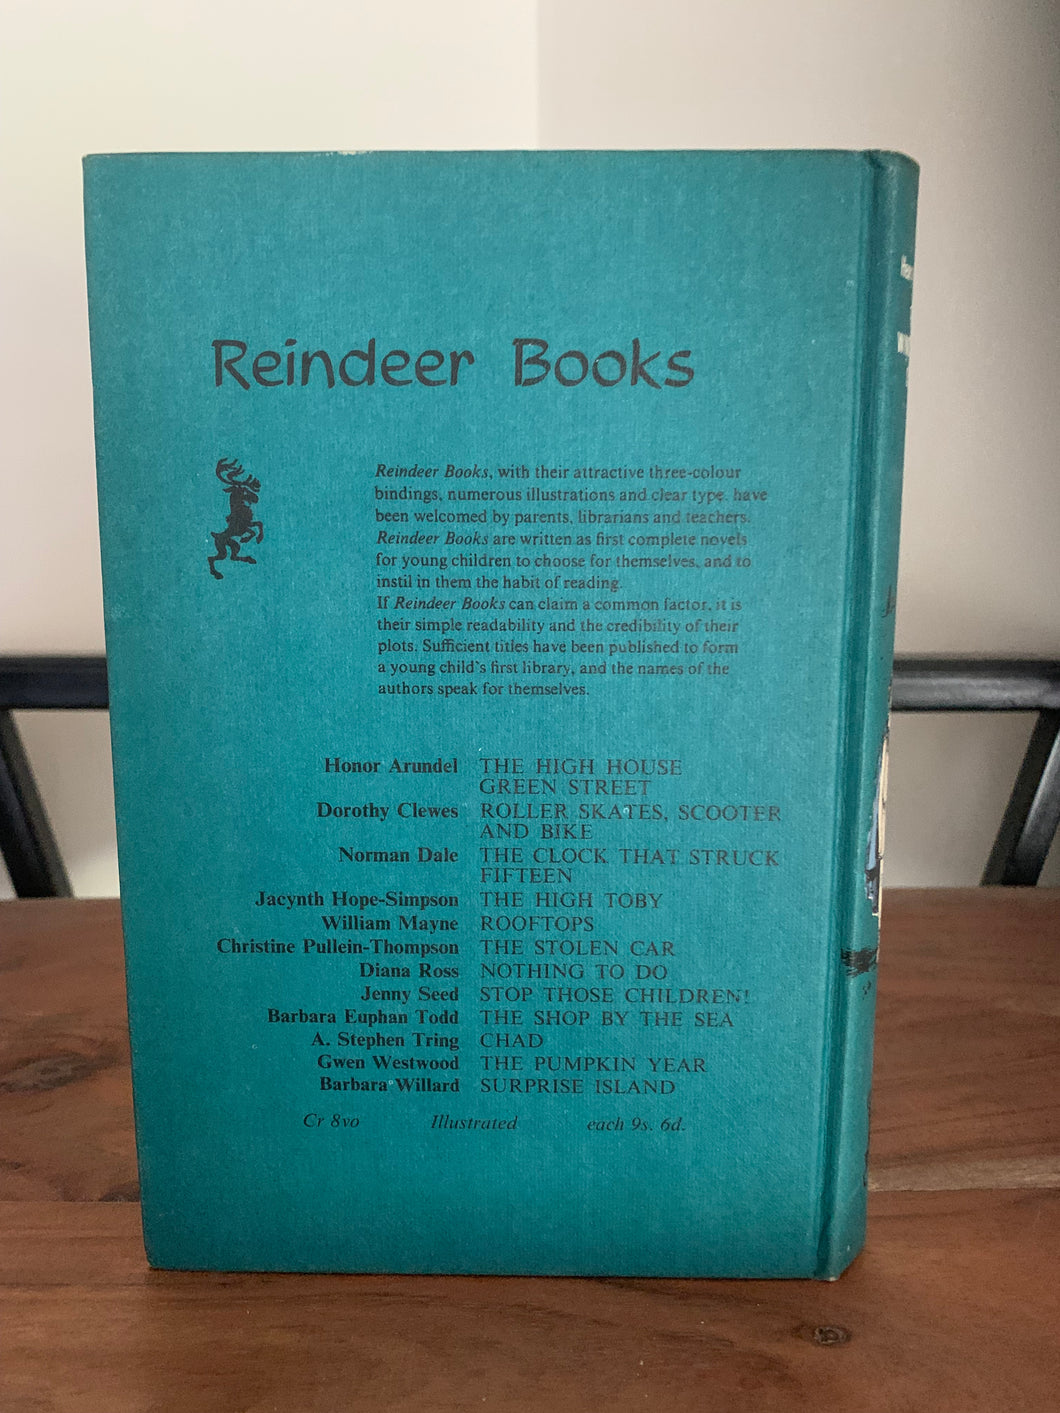 Reindeer Books
Reindeer Books, with their attractive three-colour
bindings, numerous illustrations and clear type, have
been welcomed by parents, librarians and teachers.
Reindeer Books are written as first complete novels
for young children to choose for themselves, and to
instil in them the habit of reading.
If Reindeer Books can claim a common factor, it is
their simple readability and the credibility of their
plots. Sufficient titles have been published to form
a young child's first library, and the names of the
authors speak for themselves.
Honor Arundel THE HIGH HOUSE
GREEN STREET
Dorothy Clewes ROLLER SKATES, SCOOTER
AND BIKE
Norman Dale THE CLOCK THAT STRUCK
FIFTEEN
Jacynth Hope-Simpson THE HIGH TOBY
William Mayne ROOFTOPS
Christine Pullein-Thompson THE STOLEN CAR
Diana Ross NOTHING TO DO
Jenny Seed STOP THOSE CHILDREN!
Barbara Euphan Todd THE SHOP BY THE SEA
A. Stephen Tring CHAD
Gwen Westwood THE PUMPKIN YEAR
Barbara Willard SURPRISE ISLAND
Cr 8vo Illustrated each 9s. 6d.